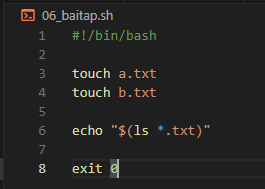 06_baitap.sh
1 #!/bin/bash
2
3 touch a.txt
4 touch b.txt
5
6 echo "$(ls *.txt)"
7
8 exit 0